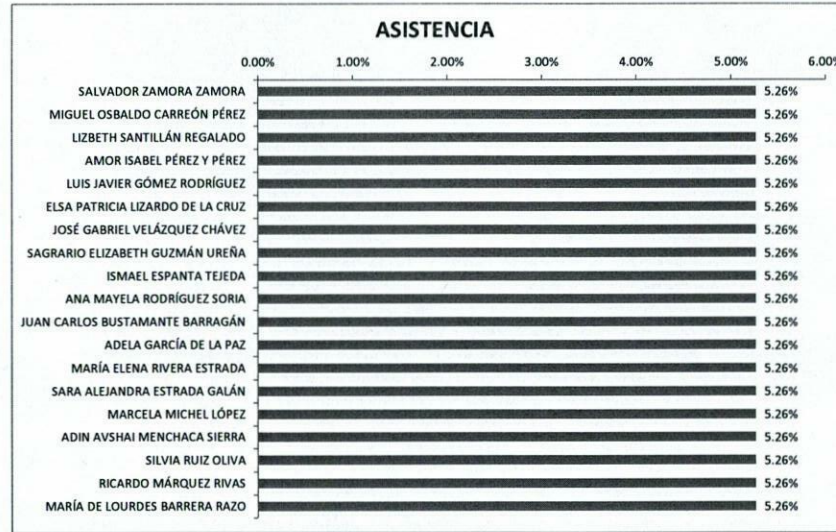 ASISTENCIA
0.00% 1.00% 2.00% 3.00% 4.00% 5.00% 6.00%
SALVADOR ZAMORA ZAMORA 5.26%
MIGUEL OSBALDO CARREÓN PÉREZ 5.26%
LIZBETH SANTILLÁN REGALADO 5.26%
AMOR ISABEL PÉREZ Y PÉREZ 5.26%
LUIS JAVIER GÓMEZ RODRÍGUEZ 5.26%
ELSA PATRICIA LIZARDO DE LA CRUZ 5.26%
JOSÉ GABRIEL VELÁZQUEZ CHÁVEZ 5.26%
SAGRARIO ELIZABETH GUZMÁN UREÑA 5.26%
ISMAEL ESPANTA TEJEDA 5.26%
ANA MAYELA RODRÍGUEZ SORIA 5.26%
JUAN CARLOS BUSTAMANTE BARRAGÁN 5.26%
ADELA GARCÍA DE LA PAZ 5.26%
MARÍA ELENA RIVERA ESTRADA 5.26%
SARA ALEJANDRA ESTRADA GALÁN 5.26%
MARCELA MICHEL LÓPEZ 5.26%
ADIN AVSHAI MENCHACA SIERRA 5.26%
SILVIA RUIZ OLIVA 5.26%
RICARDO MÁRQUEZ RIVAS 5.26%
MARÍA DE LOURDES BARRERA RAZO 5.26%